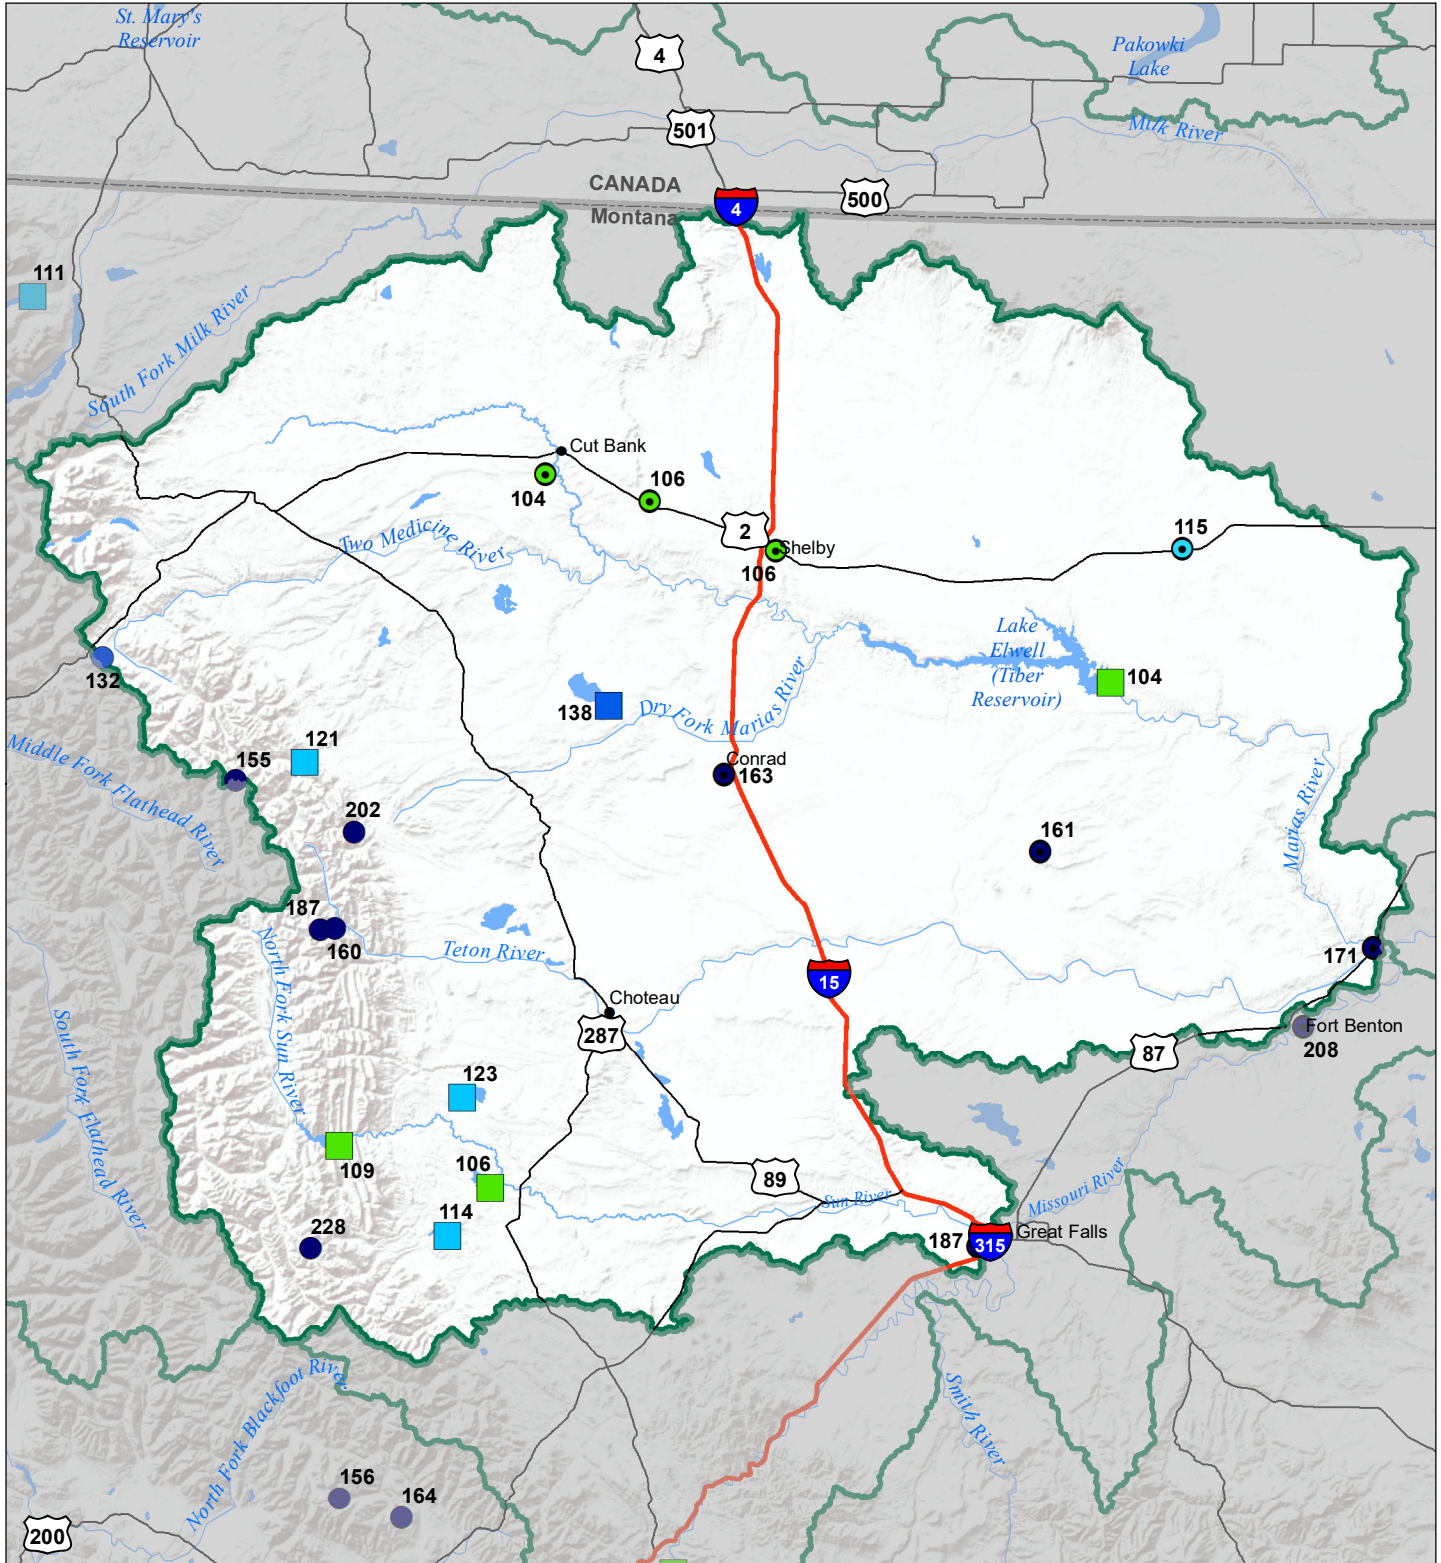 St. Mary's
Reservoir
4
Pakowki
Lake
501
Milk River
CANADA
Montana
4
500
111
South Fork Milk River
Cut Bank
104
106
2
Shelby
106
115
Two Medicine River
Lake
Elwell
(Tiber
Reservoir)
104
132
138
Dry Fork Marias River
121
155
Middle Fork Flathead River
Conrad
163
202
161
Marias River
187
160
North Fork Sun River
Teton River
171
15
Choteau
287
Fort Benton
208
87
South Fork Flathead River
123
109
106
89
114
Sun River
Missouri River
228
187
315
Great Falls
North Fork Blackfoot River
Smith River
156
164
200